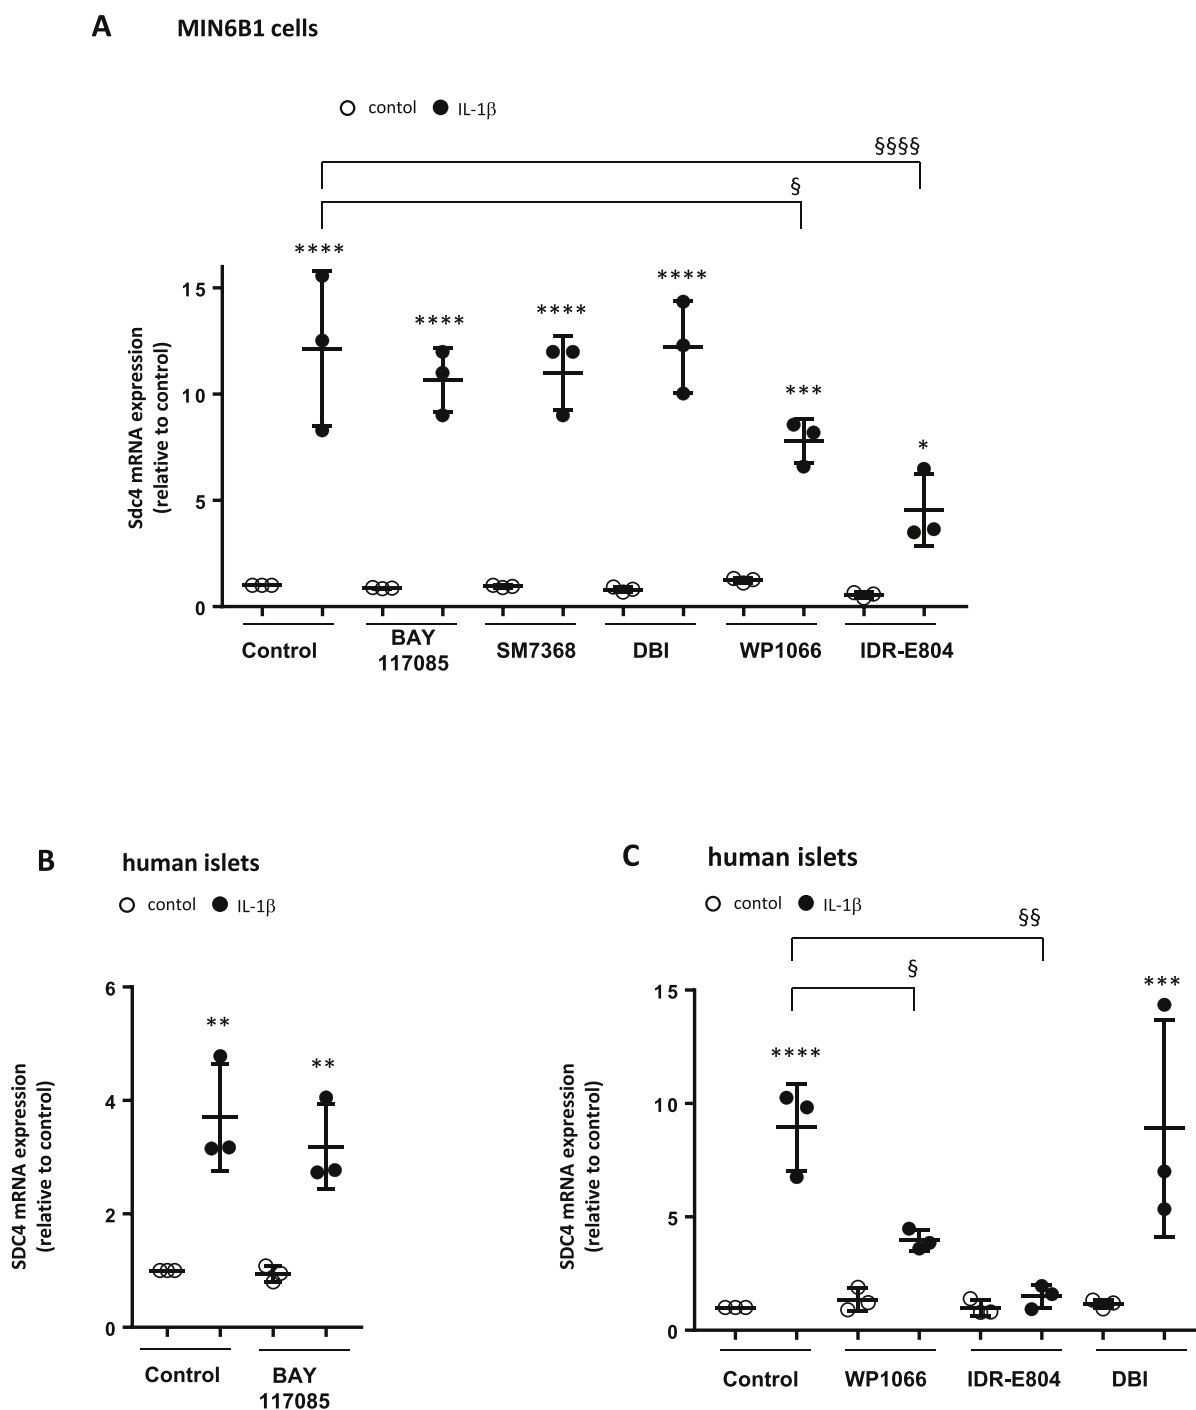 A MIN6B1 cells
contol IL-1β
§§§§
§
****
****
****
****
***
*
Sdc4 mRNA expression
(relative to control)
15
10
5
0
Control BAY 117085 SM7368 DBI WP1066 IDR-E804
B human islets
contol IL-1β
**
**
SDC4 mRNA expression
(relative to control)
6
4
2
0
Control BAY 117085
C human islets
contol IL-1β
§§
§
****
***
SDC4 mRNA expression
(relative to control)
15
10
5
0
Control WP1066 IDR-E804 DBI